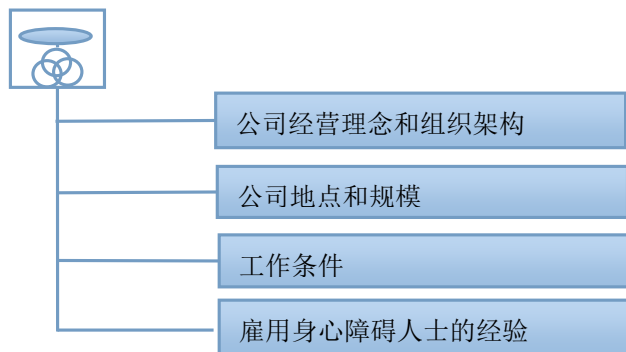 公司经营理念和组织架构
公司地点和规模
工作条件
雇用身心障碍人士的经验